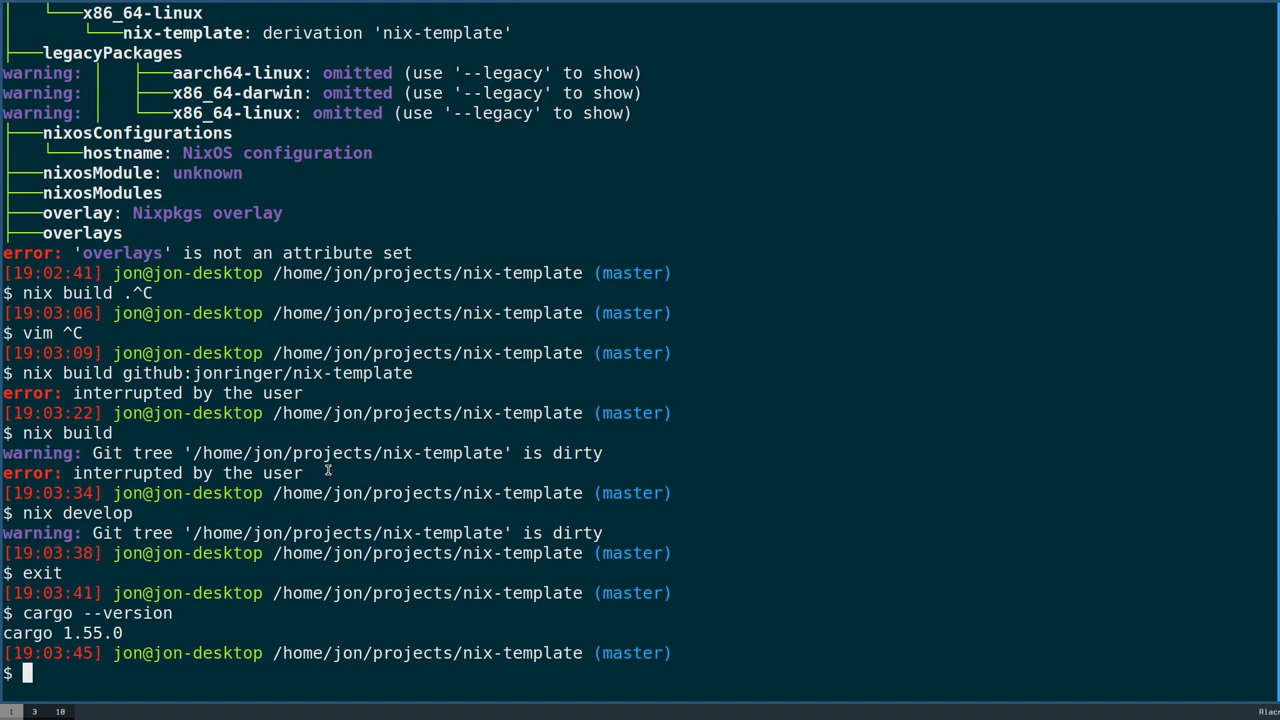 x86_64-linux
nix-template: derivation 'nix-template'
legacyPackages
warning: aarch64-linux: omitted (use '--legacy' to show)
warning: x86_64-darwin: omitted (use '--legacy' to show)
warning: x86_64-linux: omitted (use '--legacy' to show)
nixosConfigurations
hostname: NixOS configuration
nixosModule: unknown
nixosModules
overlay: Nixpkgs overlay
overlays
error: 'overlays' is not an attribute set
[19:02:41] jon@jon-desktop /home/jon/projects/nix-template (master)
$ nix build .^C
[19:03:06] jon@jon-desktop /home/jon/projects/nix-template (master)
$ vim ^C
[19:03:09] jon@jon-desktop /home/jon/projects/nix-template (master)
$ nix build github:jonringer/nix-template
error: interrupted by the user
[19:03:22] jon@jon-desktop /home/jon/projects/nix-template (master)
$ nix build
warning: Git tree '/home/jon/projects/nix-template' is dirty
error: interrupted by the user
[19:03:34] jon@jon-desktop /home/jon/projects/nix-template (master)
$ nix develop
warning: Git tree '/home/jon/projects/nix-template' is dirty
[19:03:38] jon@jon-desktop /home/jon/projects/nix-template (master)
$ exit
[19:03:41] jon@jon-desktop /home/jon/projects/nix-template (master)
$ cargo --version
cargo 1.55.0
[19:03:45] jon@jon-desktop /home/jon/projects/nix-template (master)
$
1 3 10